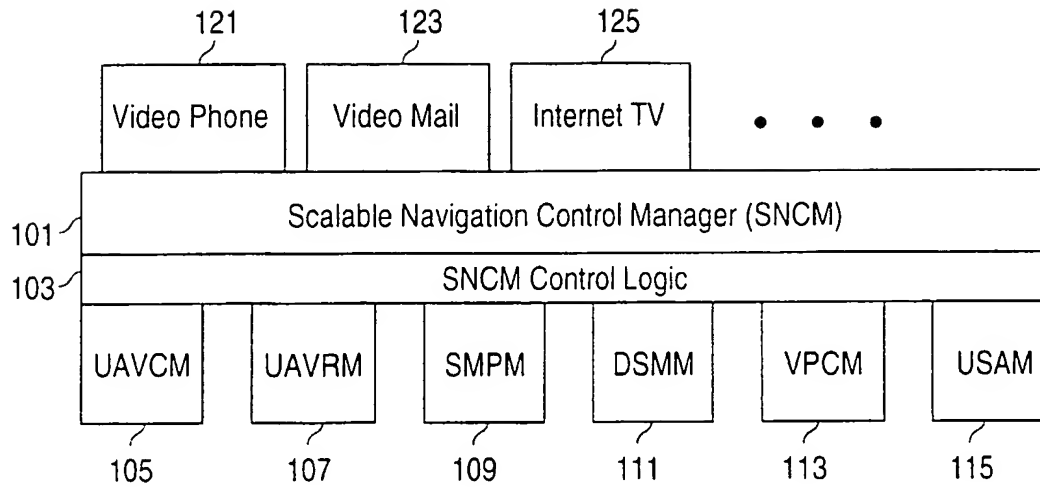 121 123 125
Video Phone Video Mail Internet TV
101 Scalable Navigation Control Manager (SNCM)
103 SNCM Control Logic
UAVCM UAVRM SMPM DSMM VPCM USAM
105 107 109 111 113 115